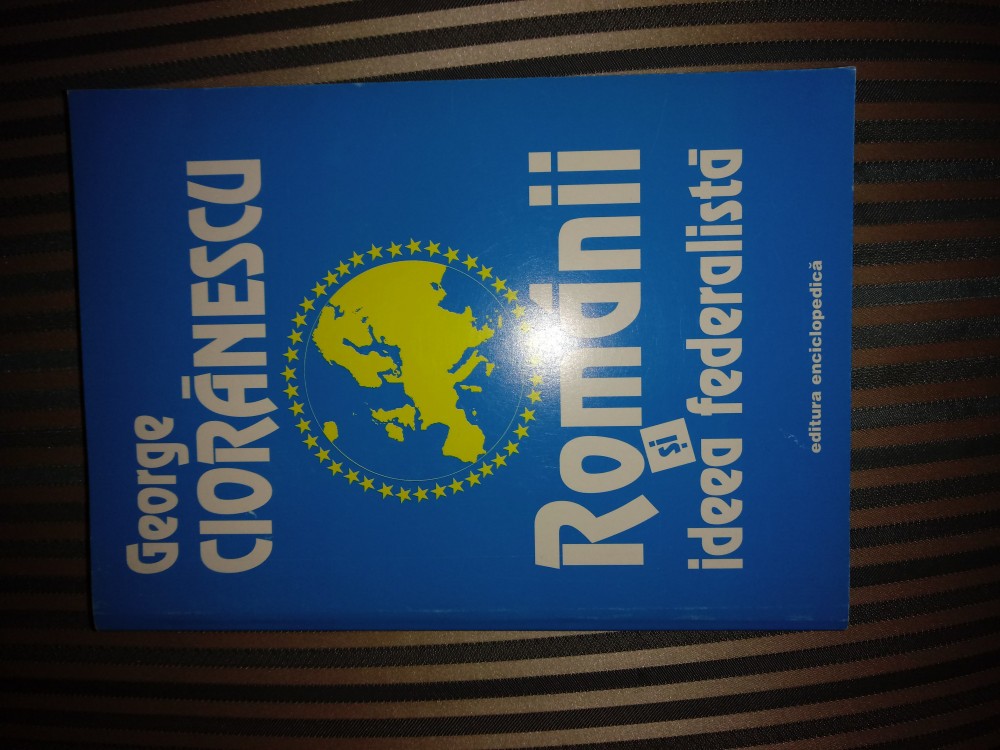 George
CIORĂNESCU
Românii
și
ideea federalistă
editura enciclopedică